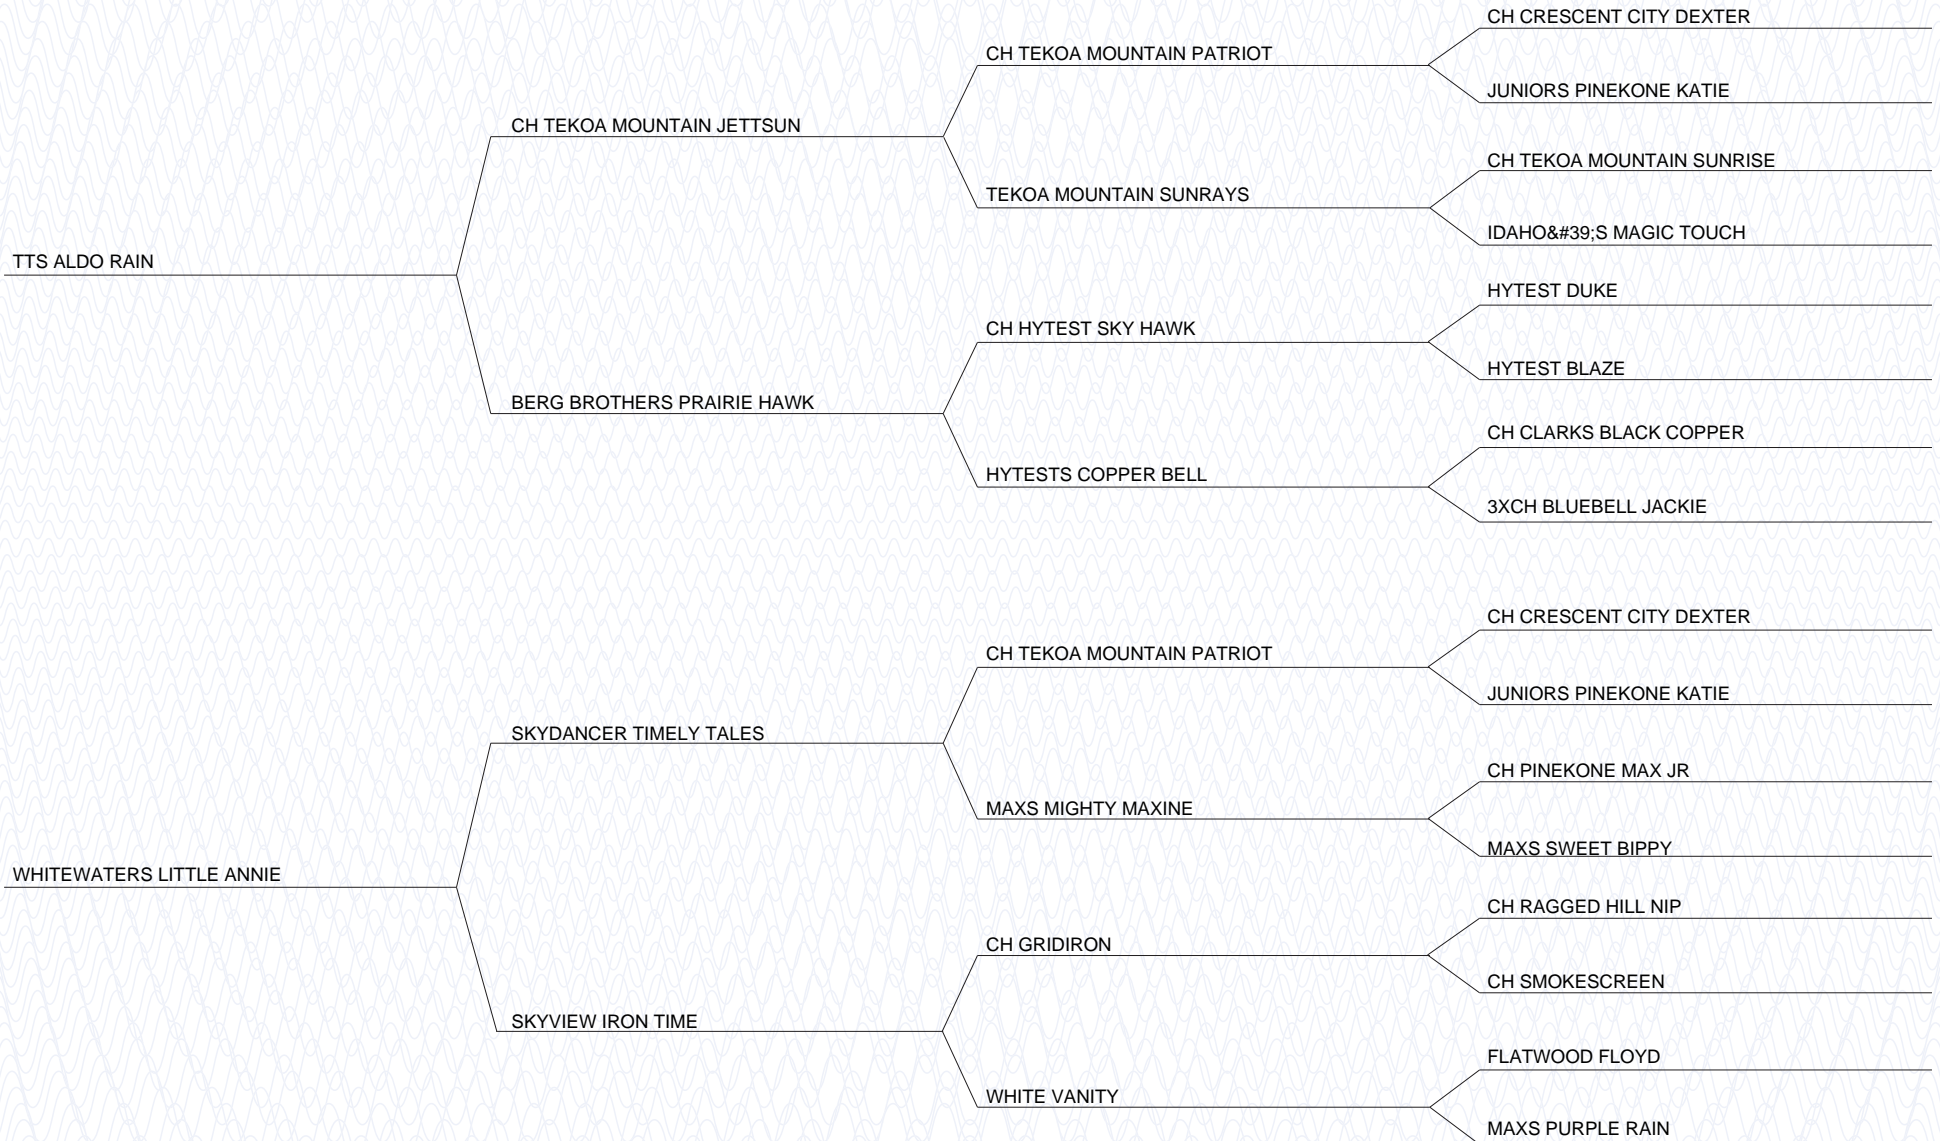 CH CRESCENT CITY DEXTER
CH TEKOA MOUNTAIN PATRIOT
JUNIORS PINEKONE KATIE
CH TEKOA MOUNTAIN JETTSUN
CH TEKOA MOUNTAIN SUNRISE
TEKOA MOUNTAIN SUNRAYS
IDAHO&#39;S MAGIC TOUCH
TTS ALDO RAIN
HYTEST DUKE
CH HYTEST SKY HAWK
HYTEST BLAZE
BERG BROTHERS PRAIRIE HAWK
CH CLARKS BLACK COPPER
HYTESTS COPPER BELL
3XCH BLUEBELL JACKIE
CH CRESCENT CITY DEXTER
CH TEKOA MOUNTAIN PATRIOT
JUNIORS PINEKONE KATIE
SKYDANCER TIMELY TALES
CH PINEKONE MAX JR
MAXS MIGHTY MAXINE
MAXS SWEET BIPPY
WHITEWATERS LITTLE ANNIE
CH RAGGED HILL NIP
CH GRIDIRON
CH SMOKESCREEN
SKYVIEW IRON TIME
FLATWOOD FLOYD
WHITE VANITY
MAXS PURPLE RAIN